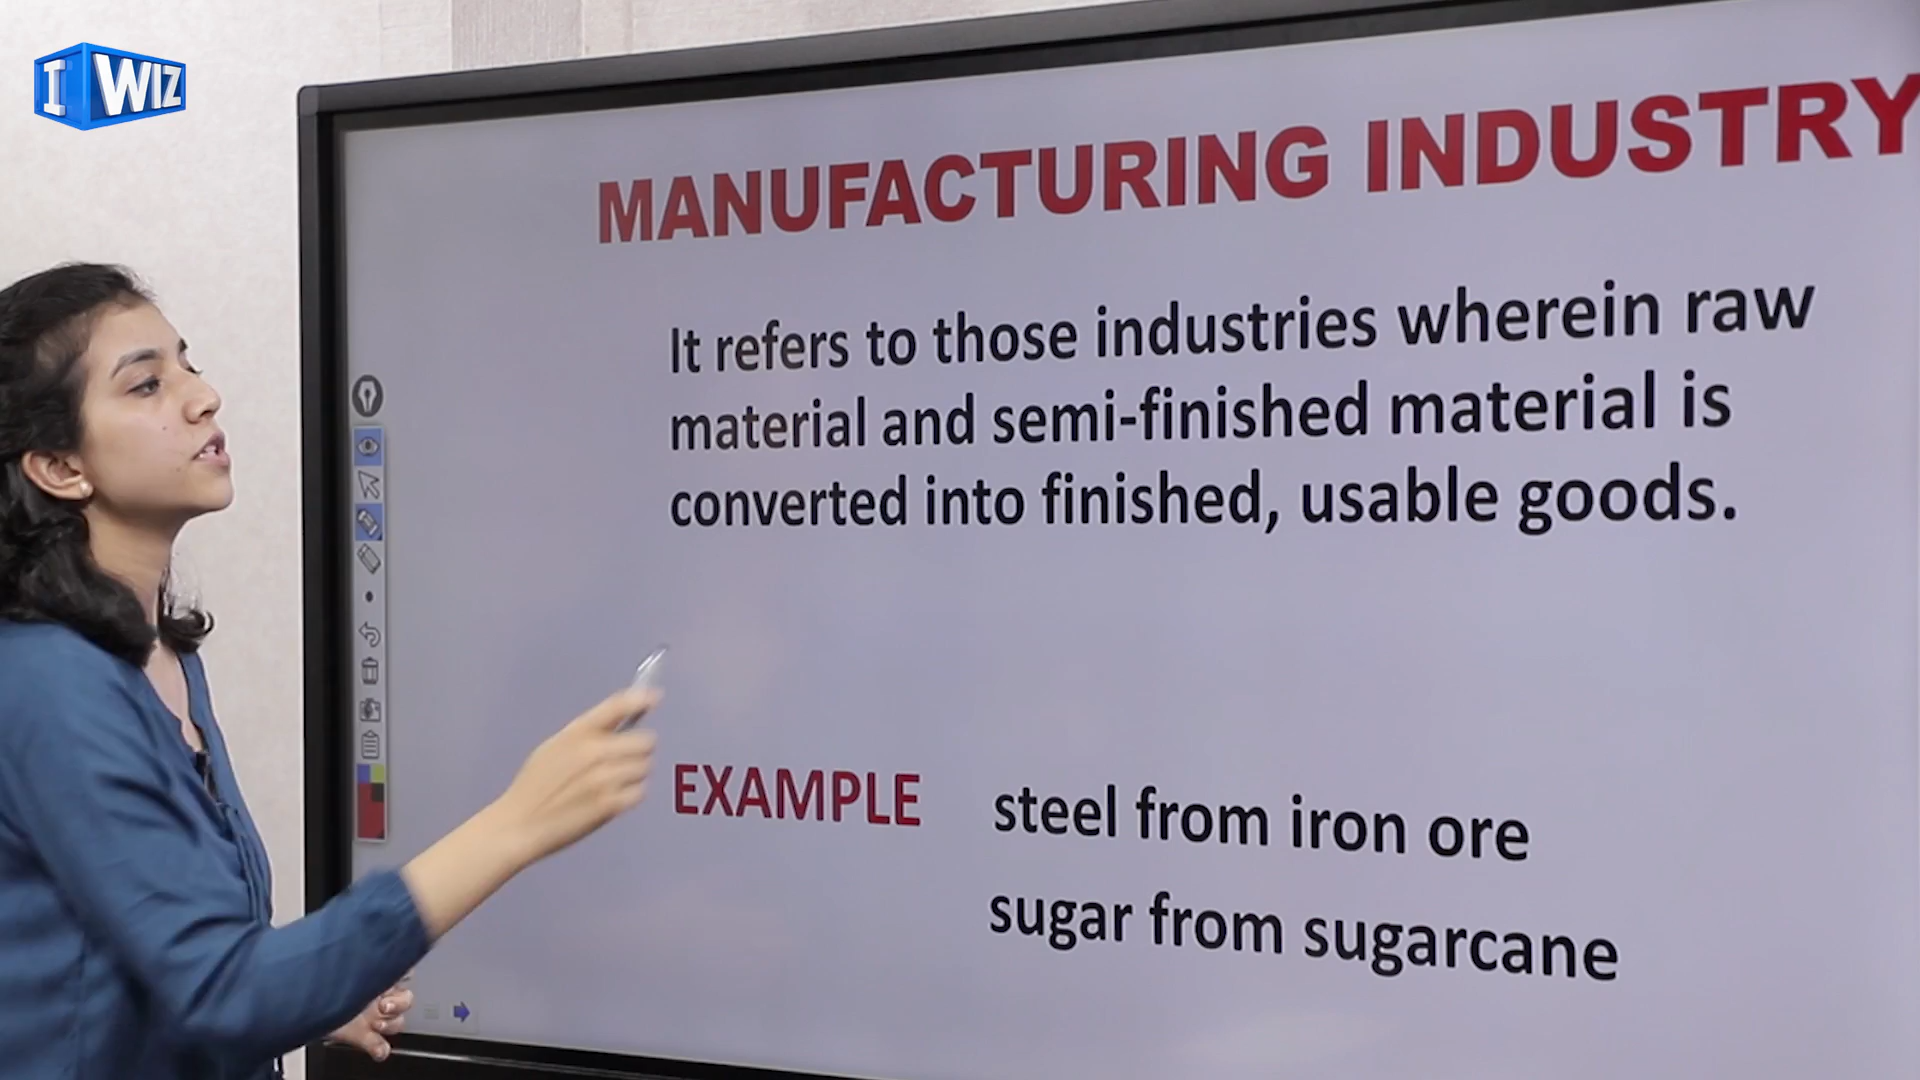 I WIZ
MANUFACTURING INDUSTRY
It refers to those industries wherein raw
material and semi-finished material is
converted into finished, usable goods.
EXAMPLE steel from iron ore
sugar from sugarcane